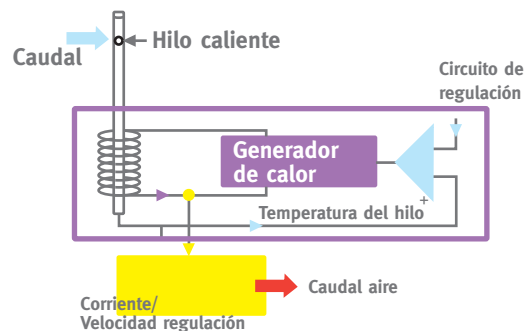 Hilo caliente
Caudal
Circuito de
regulación
Generador
de calor
+
Temperatura del hilo
Caudal aire
Corriente/
Velocidad regulación